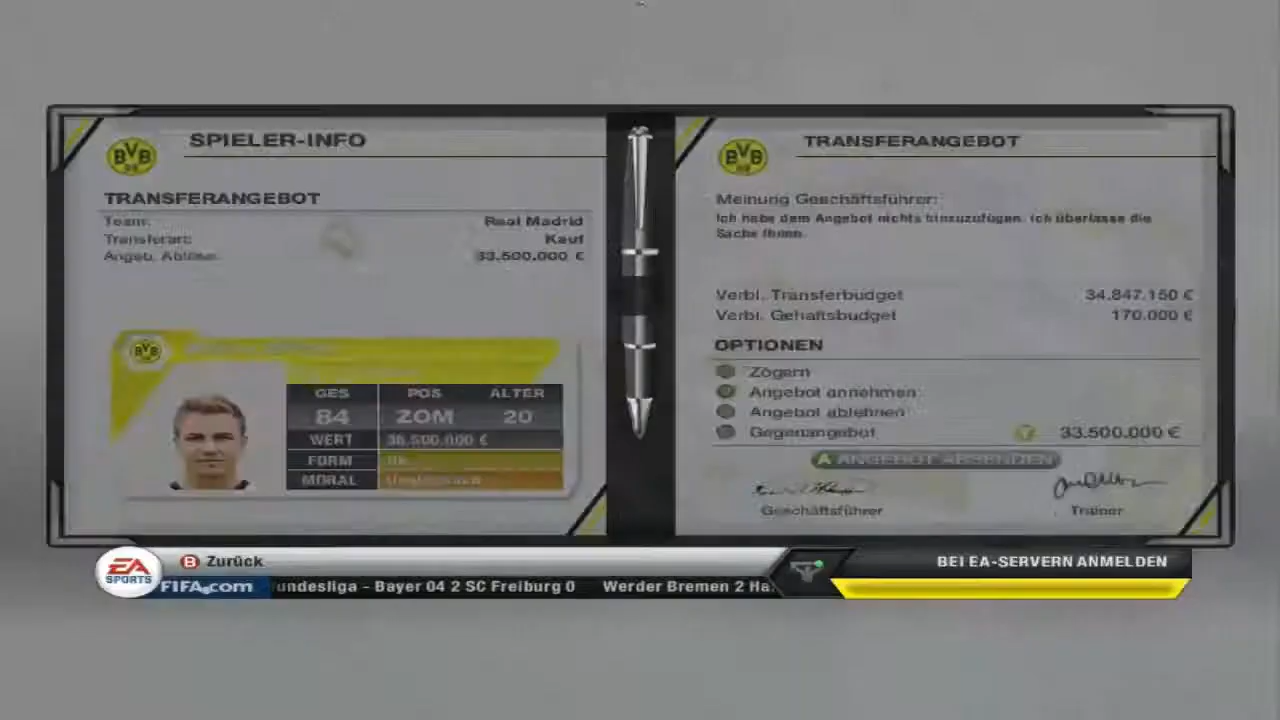 SPIELER-INFO
BVB
09
TRANSFERANGEBOT
Team: Real Madrid
Transferart: Kauf
Angeb. Ablöse: 33.500.000 €
BVB
GES POS ALTER
84 ZOM 20
WERT 36.500.000 €
FORM Ok
MORAL
TRANSFERANGEBOT
BVB
09
Meinung Geschäftsführer:
Ich habe dem Angebot nichts hinzuzufügen. Ich überlasse die
Sache Ihnen.
Verbl. Transferbudget 34.847.150 €
Verbl. Gehaltsbudget 170.000 €
OPTIONEN
Zögern
Angebot annehmen
Angebot ablehnen
Gegenangebot Y 33.500.000 €
A ANGEBOT ABSENDEN
Geschäftsführer Trainer
EA
SPORTS
B Zurück
BEI EA-SERVERN ANMELDEN
FIFA.com undesliga - Bayer 04 2 SC Freiburg 0 Werder Bremen 2 Ha